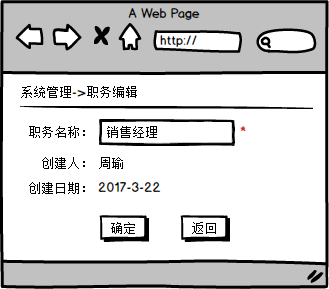 A Web Page
http://
系统管理->职务编辑
职务名称： 销售经理 *
创建人： 周瑜
创建日期： 2017-3-22
确定 返回